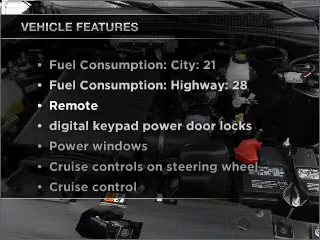 VEHICLE FEATURES
• Fuel Consumption: City: 21
• Fuel Consumption: Highway: 28
• Remote
• digital keypad power door locks
• Power windows
• Cruise controls on steering wheel
• Cruise control